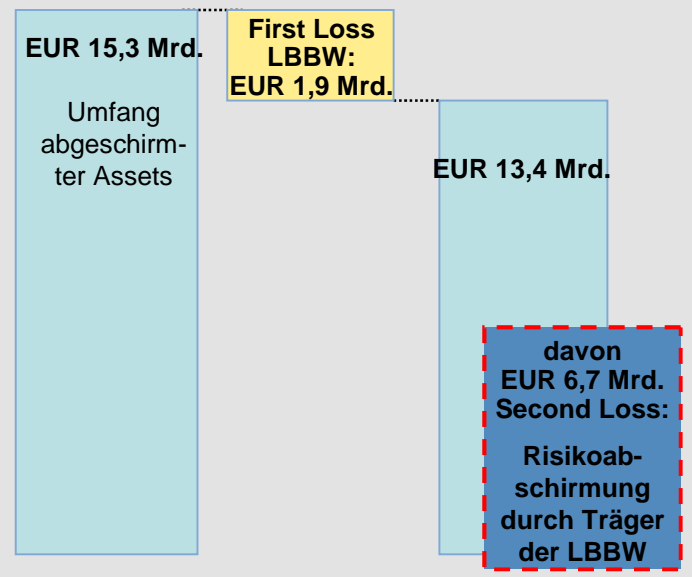 EUR 15,3 Mrd.
Umfang
abgeschirm-
ter Assets
First Loss
LBBW:
EUR 1,9 Mrd.
EUR 13,4 Mrd.
davon
EUR 6,7 Mrd.
Second Loss:
Risikoab-
schirmung
durch Träger
der LBBW